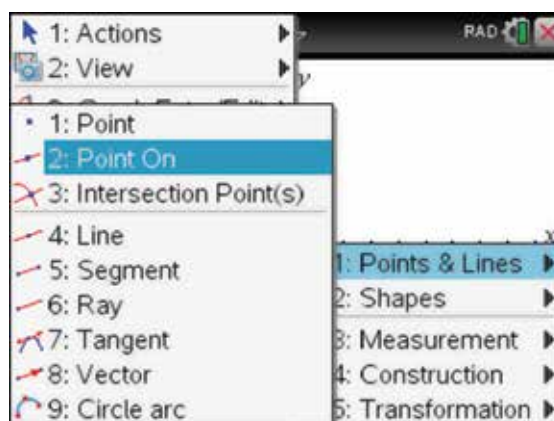 1: Actions
RAD
2: View
y
1: Point
2: Point On
3: Intersection Point(s)
x
4: Line
1: Points & Lines
5: Segment
2: Shapes
6: Ray
3: Measurement
7: Tangent
4: Construction
8: Vector
5: Transformation
9: Circle arc